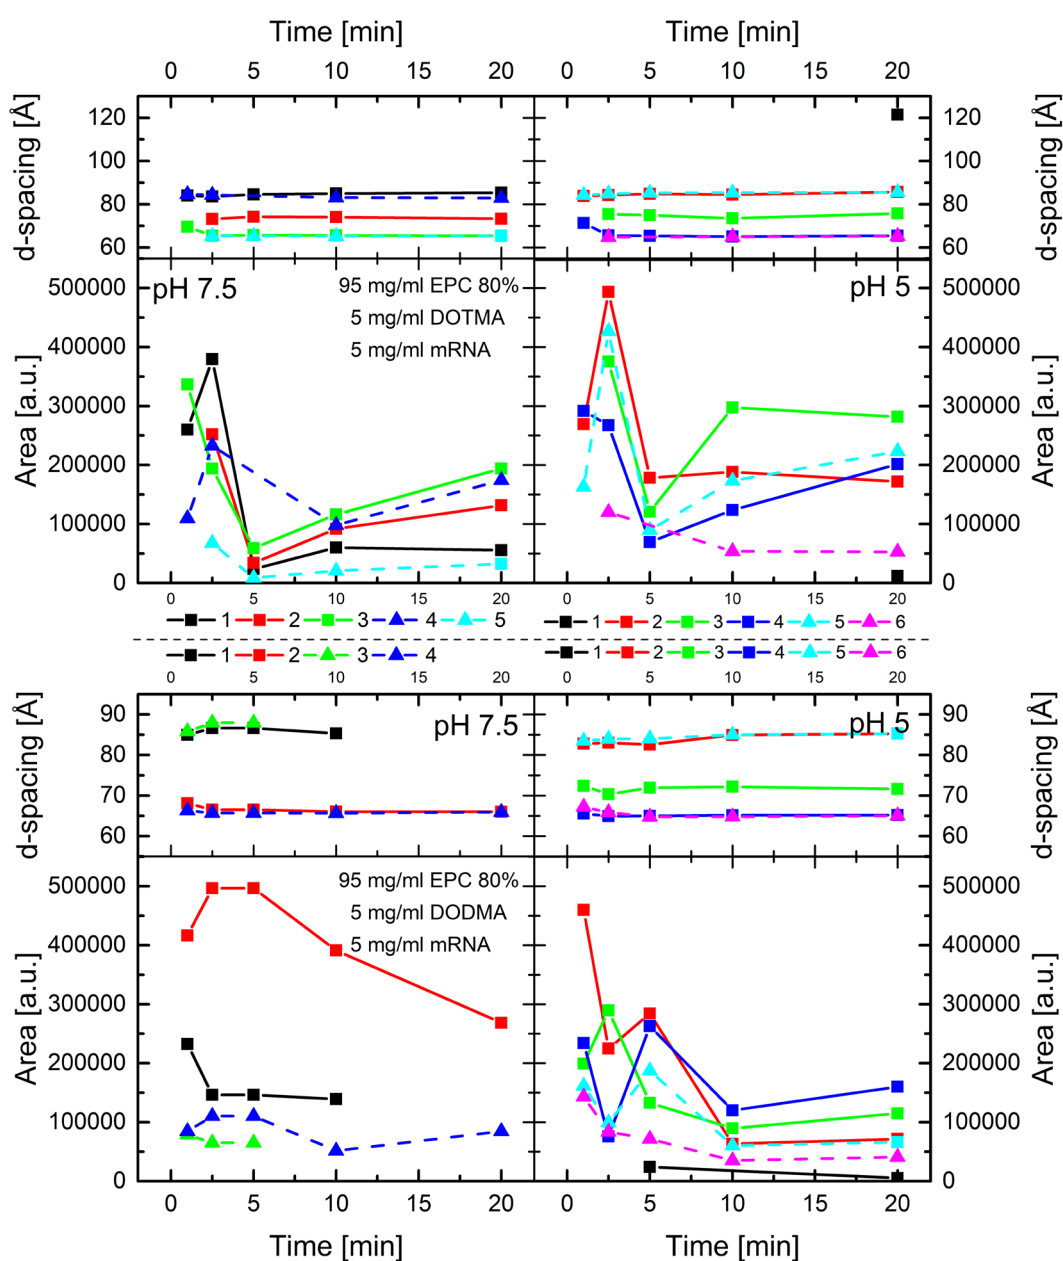 Time [min] Time [min]
0 5 10 15 20 0 5 10 15 20
d-spacing [Å] 120 100 80 60 120 100 80 60 d-spacing [Å]
pH 7.5 95 mg/ml EPC 80% pH 5
5 mg/ml DOTMA
5 mg/ml mRNA
Area [a.u.] 500000 400000 300000 200000 100000 0 500000 400000 300000 200000 100000 0 Area [a.u.]
0 5 10 15 20 0 5 10 15 20
1 2 3 4 5 1 2 3 4 5 6
1 2 3 4 1 2 3 4 5 6
0 5 10 15 20 0 5 10 15 20
d-spacing [Å] 90 80 70 60 pH 7.5 pH 5 90 80 70 60 d-spacing [Å]
95 mg/ml EPC 80%
5 mg/ml DODMA
5 mg/ml mRNA
Area [a.u.] 500000 400000 300000 200000 100000 0 500000 400000 300000 200000 100000 0 Area [a.u.]
0 5 10 15 20 0 5 10 15 20
Time [min] Time [min]